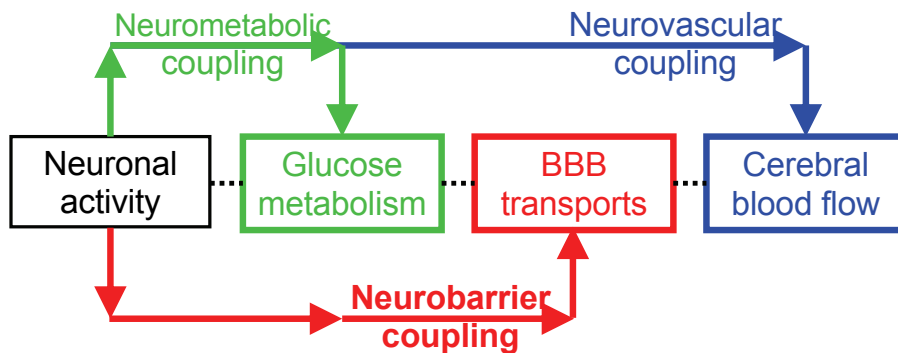 Neurometabolic
coupling
Neurovascular
coupling
Neuronal
activity
Glucose
metabolism
BBB
transports
Cerebral
blood flow
Neurobarrier
coupling